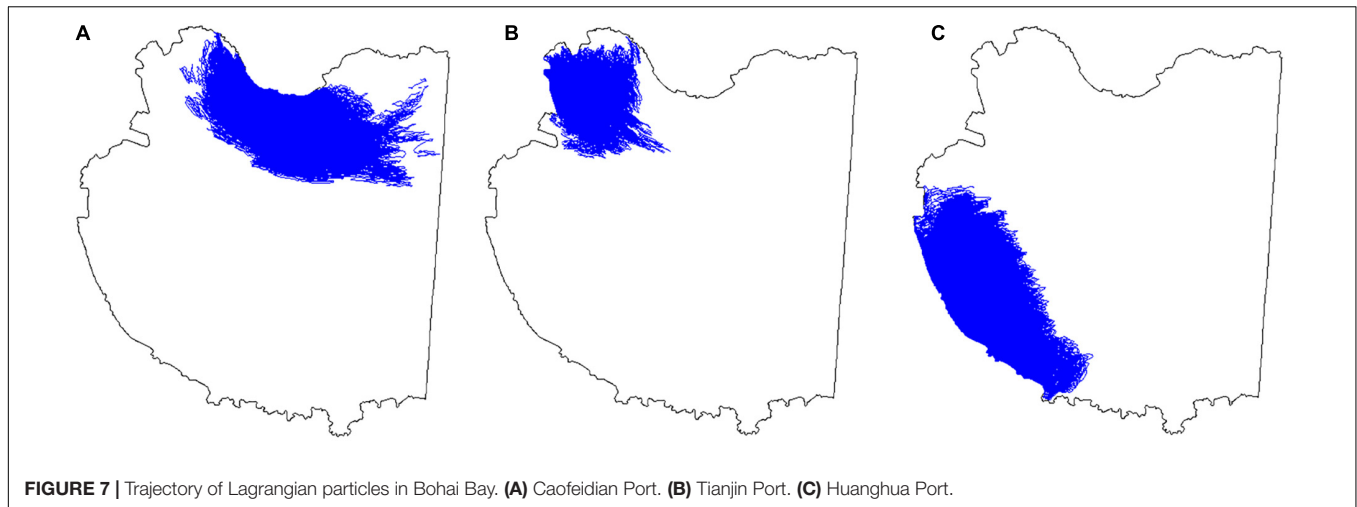 A
B
C
FIGURE 7 | Trajectory of Lagrangian particles in Bohai Bay. (A) Caofeidian Port. (B) Tianjin Port. (C) Huanghua Port.